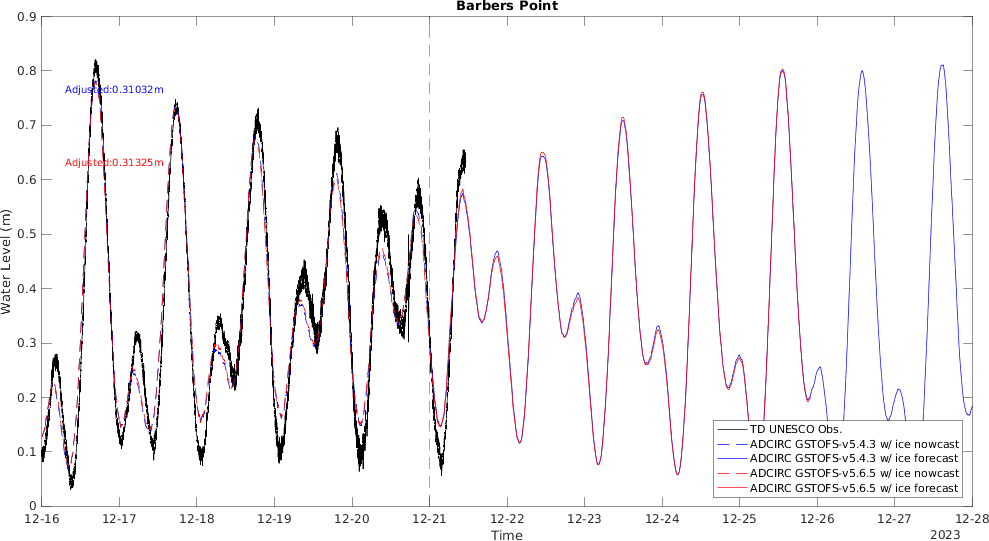 Barbers Point
0.9
0.8
Adjusted:0.31032m
0.7
Adjusted:0.31325m
0.6
0.5
Water Level (m)
0.4
0.3
0.2
0.1
0
TD UNESCO Obs.
ADCIRC GSTOFS-v5.4.3 w/ ice nowcast
ADCIRC GSTOFS-v5.4.3 w/ ice forecast
ADCIRC GSTOFS-v5.6.5 w/ ice nowcast
ADCIRC GSTOFS-v5.6.5 w/ ice forecast
12-16 12-17 12-18 12-19 12-20 12-21 12-22 12-23 12-24 12-25 12-26 12-27 12-28
Time
2023